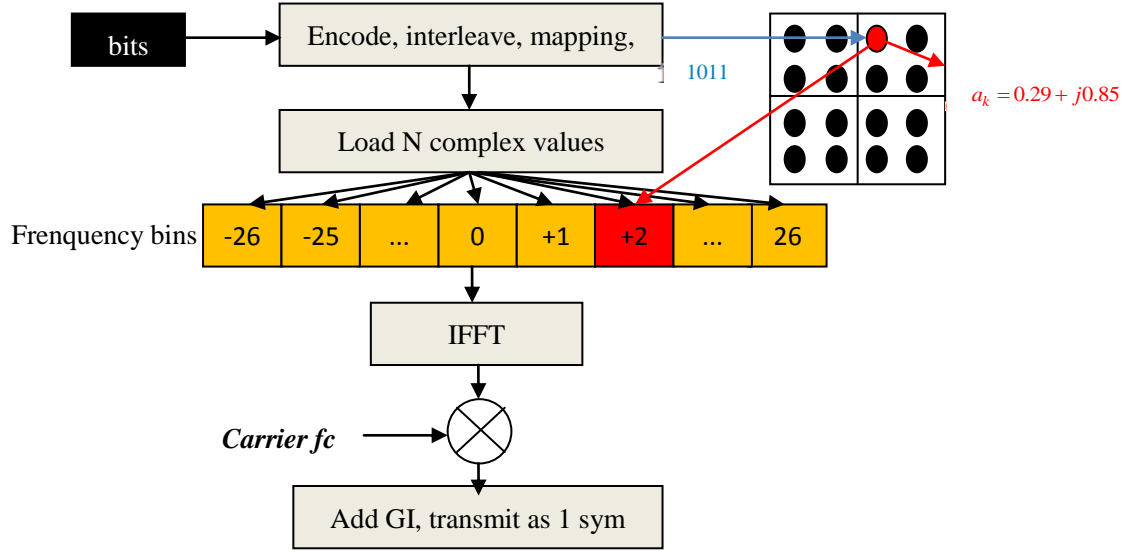 bits
Encode, interleave, mapping,
1011
a_k = 0.29 + j0.85
Load N complex values
Frenquency bins
-26 -25 ... 0 +1 +2 ... 26
IFFT
Carrier fc
Add GI, transmit as 1 sym